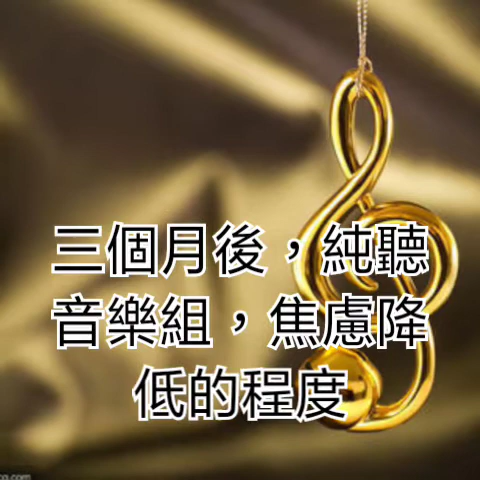 三個月後，純聽
音樂組，焦慮降
低的程度